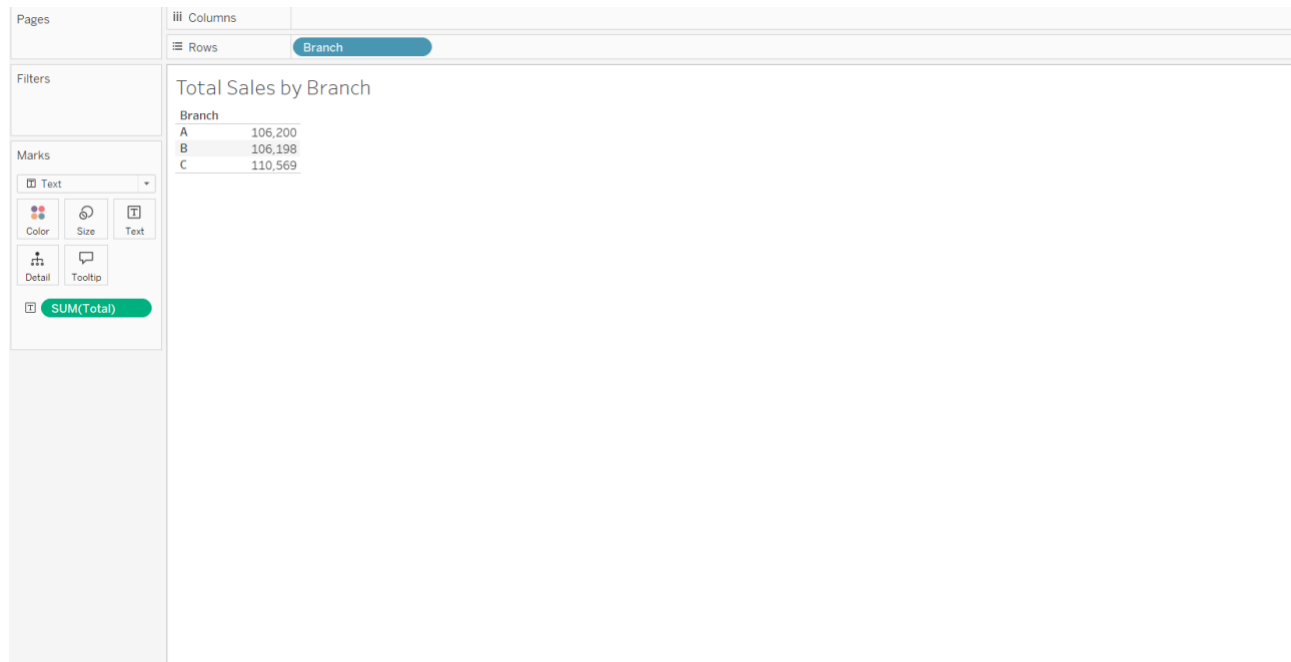 Pages
Columns
Rows Branch
Filters
Total Sales by Branch
Branch
A 106,200
B 106,198
C 110,569
Marks
T Text
Color Size Text
Detail Tooltip
T SUM(Total)